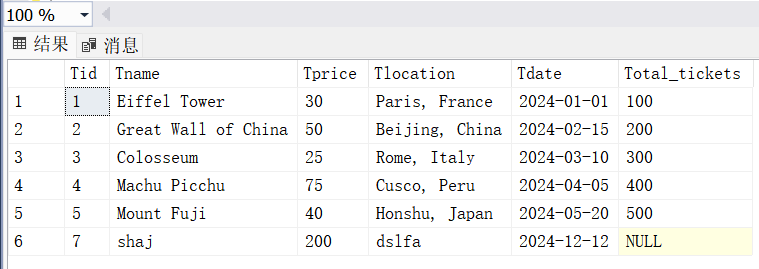 100 %
结果 消息
Tid Tname Tprice Tlocation Tdate Total_tickets
1 1 Eiffel Tower 30 Paris, France 2024-01-01 100
2 2 Great Wall of China 50 Beijing, China 2024-02-15 200
3 3 Colosseum 25 Rome, Italy 2024-03-10 300
4 4 Machu Picchu 75 Cusco, Peru 2024-04-05 400
5 5 Mount Fuji 40 Honshu, Japan 2024-05-20 500
6 7 shaj 200 dslfa 2024-12-12 NULL